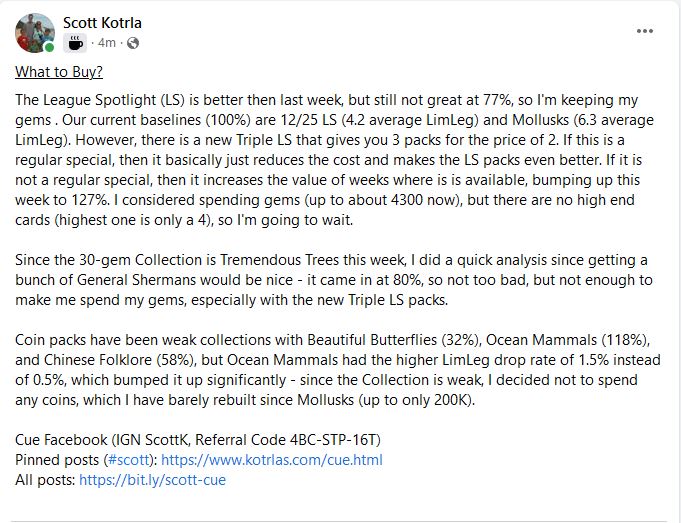 Scott Kotrla
· 4m ·
What to Buy?
The League Spotlight (LS) is better then last week, but still not great at 77%, so I'm keeping my
gems . Our current baselines (100%) are 12/25 LS (4.2 average LimLeg) and Mollusks (6.3 average
LimLeg). However, there is a new Triple LS that gives you 3 packs for the price of 2. If this is a
regular special, then it basically just reduces the cost and makes the LS packs even better. If it is
not a regular special, then it increases the value of weeks where is is available, bumping up this
week to 127%. I considered spending gems (up to about 4300 now), but there are no high end
cards (highest one is only a 4), so I'm going to wait.
Since the 30-gem Collection is Tremendous Trees this week, I did a quick analysis since getting a
bunch of General Shermans would be nice - it came in at 80%, so not too bad, but not enough to
make me spend my gems, especially with the new Triple LS packs.
Coin packs have been weak collections with Beautiful Butterflies (32%), Ocean Mammals (118%),
and Chinese Folklore (58%), but Ocean Mammals had the higher LimLeg drop rate of 1.5% instead
of 0.5%, which bumped it up significantly - since the Collection is weak, I decided not to spend
any coins, which I have barely rebuilt since Mollusks (up to only 200K).
Cue Facebook (IGN ScottK, Referral Code 4BC-STP-16T)
Pinned posts (#scott): https://www.kotrlas.com/cue.html
All posts: https://bit.ly/scott-cue